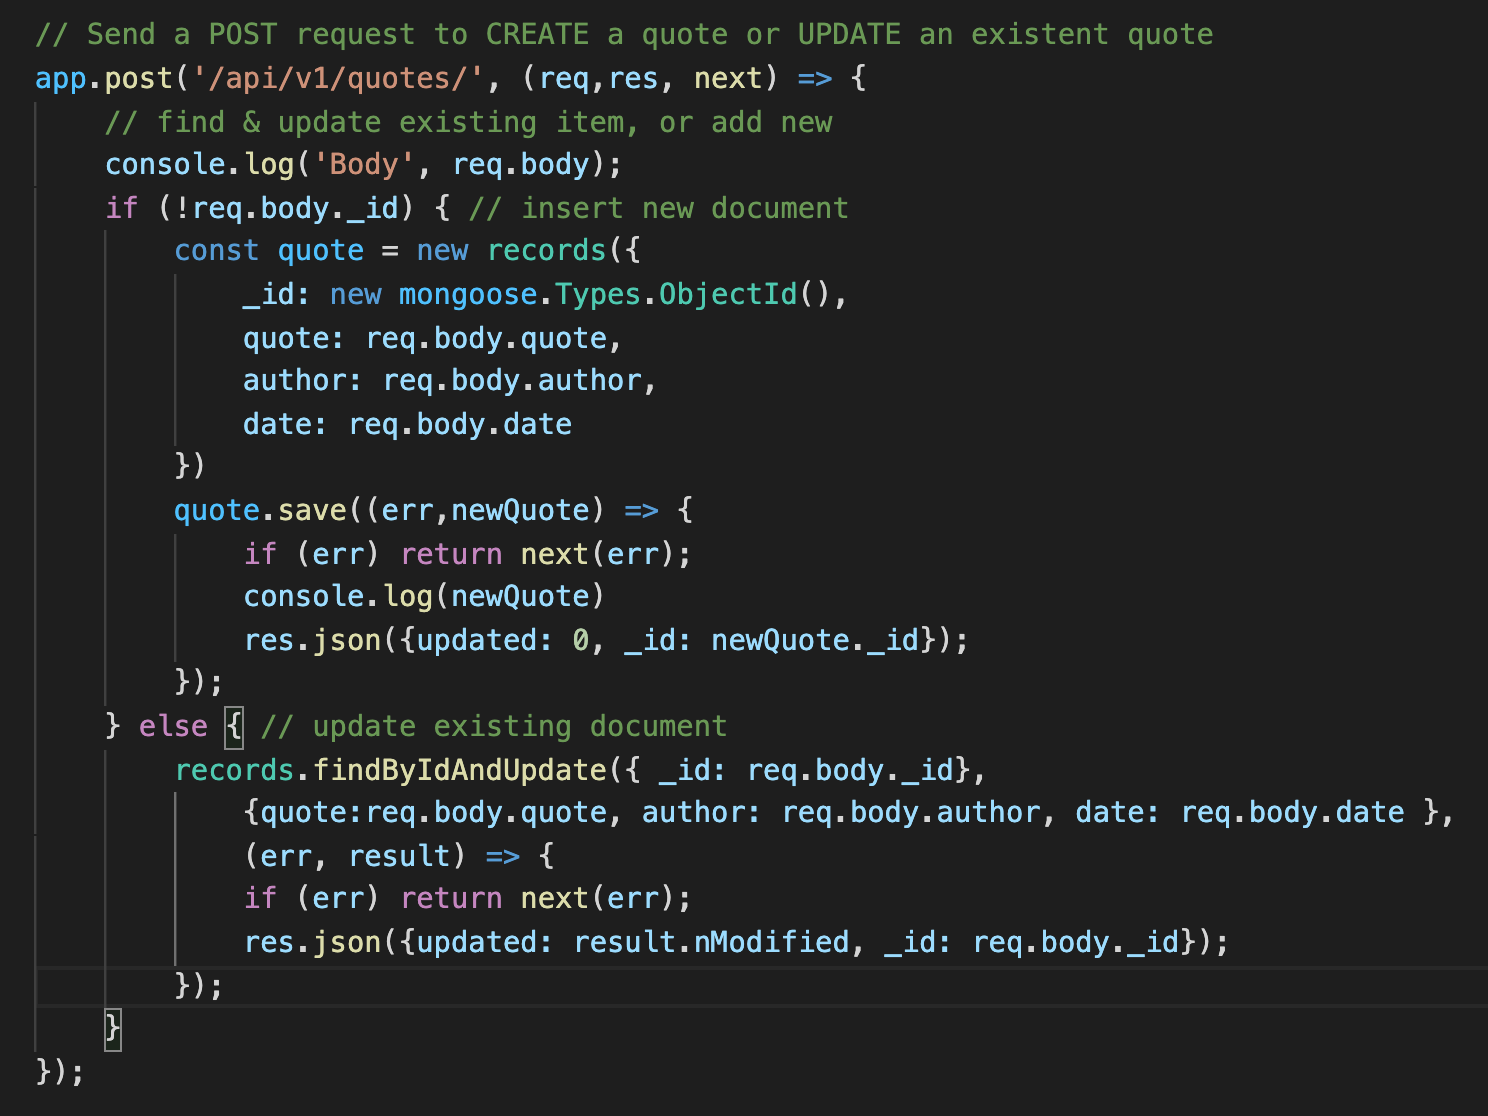 // Send a POST request to CREATE a quote or UPDATE an existent quote
app.post('/api/v1/quotes/', (req,res, next) => {
    // find & update existing item, or add new
    console.log('Body', req.body);
    if (!req.body._id) { // insert new document
        const quote = new records({
            _id: new mongoose.Types.ObjectId(),
            quote: req.body.quote,
            author: req.body.author,
            date: req.body.date
        })
        quote.save((err,newQuote) => {
            if (err) return next(err);
            console.log(newQuote)
            res.json({updated: 0, _id: newQuote._id});
        });
    } else { // update existing document
        records.findByIdAndUpdate({ _id: req.body._id},
            {quote:req.body.quote, author: req.body.author, date: req.body.date },
            (err, result) => {
            if (err) return next(err);
            res.json({updated: result.nModified, _id: req.body._id});
        });
    }
});